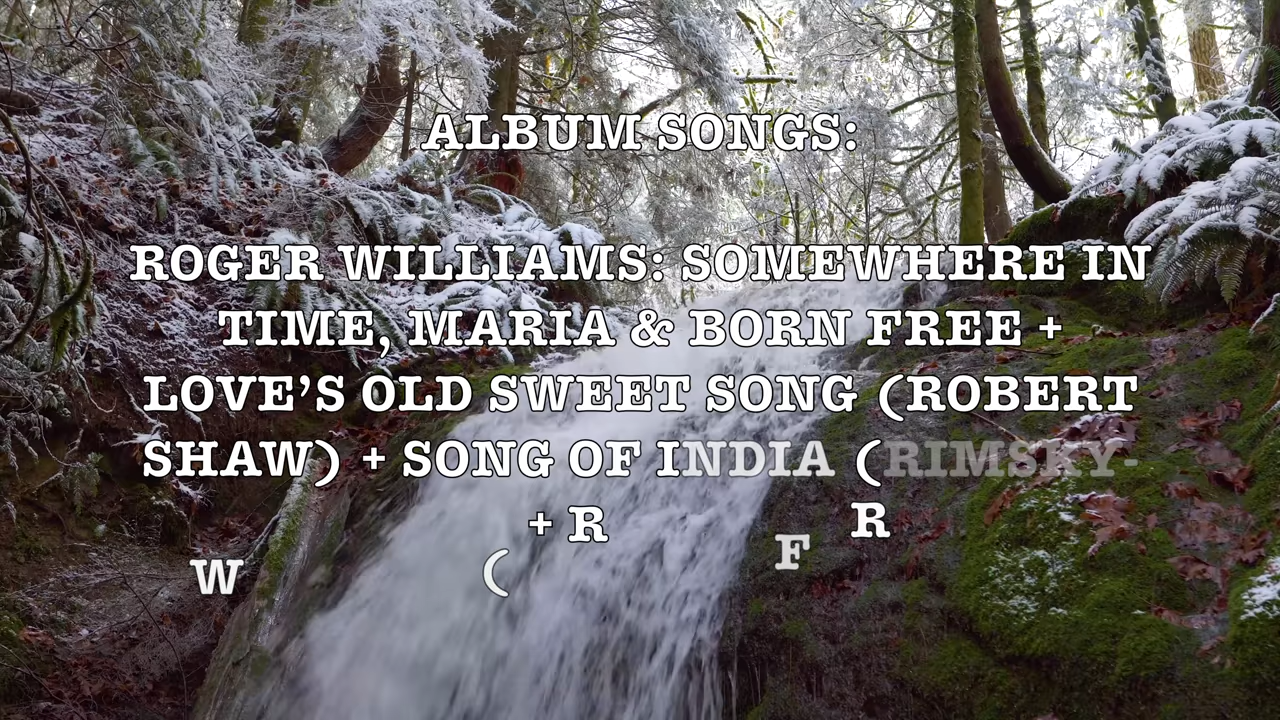 ALBUM SONGS:
ROGER WILLIAMS: SOMEWHERE IN
TIME, MARIA & BORN FREE +
LOVE’S OLD SWEET SONG (ROBERT
SHAW) + SONG OF INDIA (RIMSKY-
+ R R
W ( F